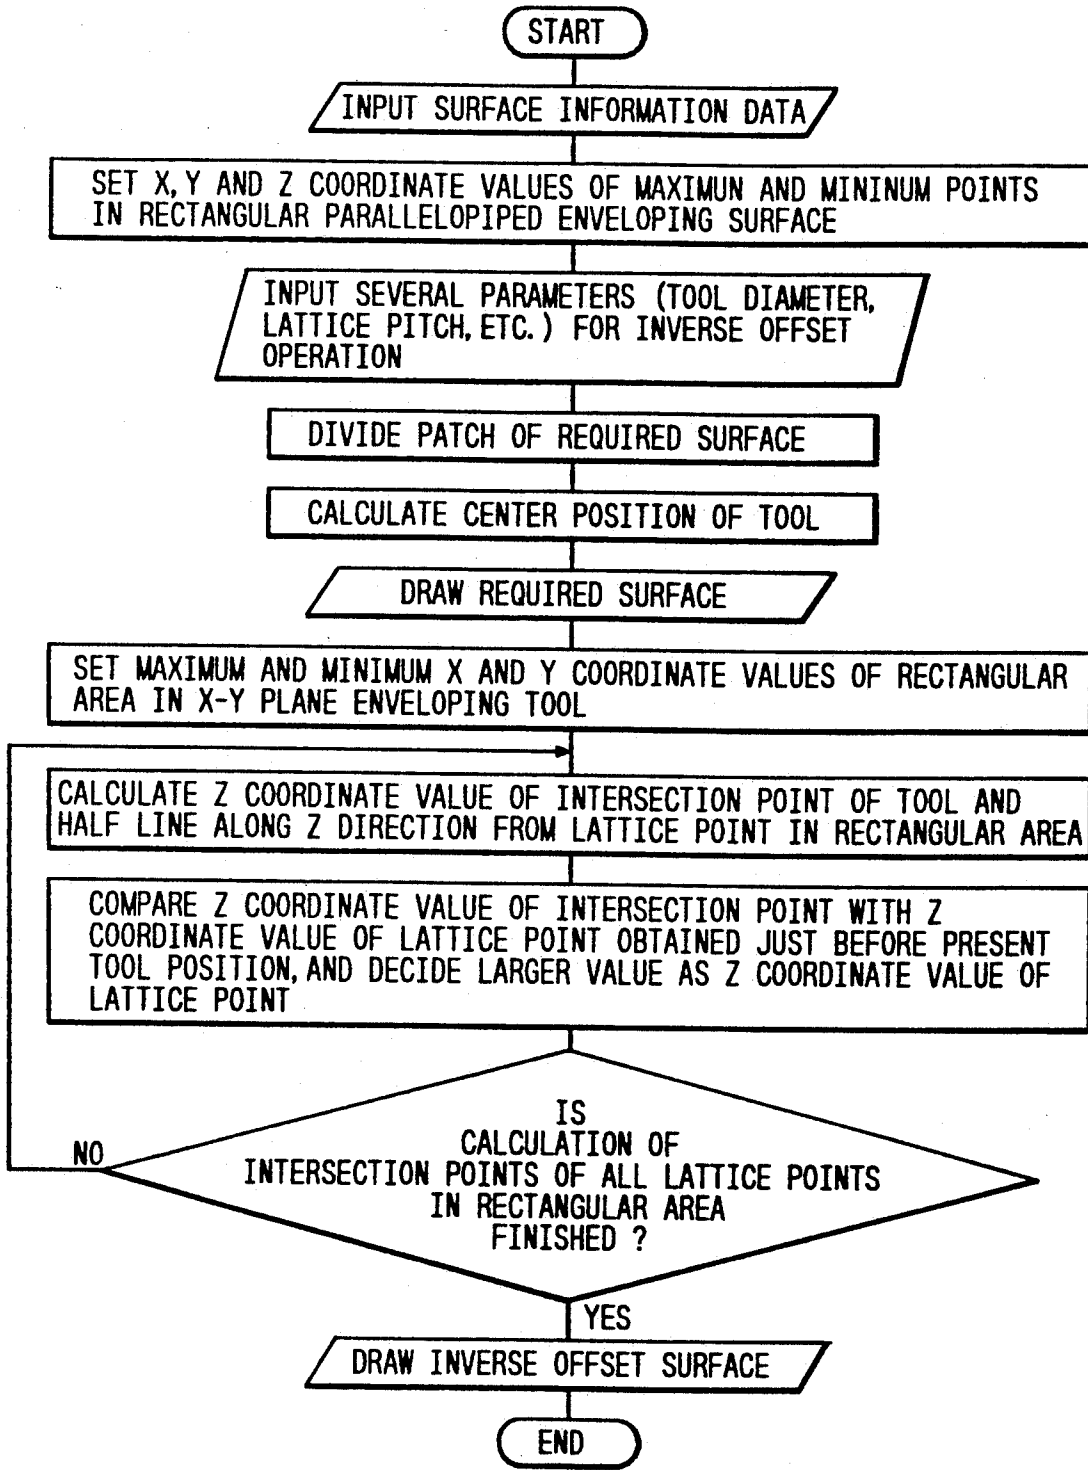 START
INPUT SURFACE INFORMATION DATA
SET X, Y AND Z COORDINATE VALUES OF MAXIMUN AND MININUM POINTS
IN RECTANGULAR PARALLELOPIPED ENVELOPING SURFACE
INPUT SEVERAL PARAMETERS (TOOL DIAMETER,
LATTICE PITCH, ETC.) FOR INVERSE OFFSET
OPERATION
DIVIDE PATCH OF REQUIRED SURFACE
CALCULATE CENTER POSITION OF TOOL
DRAW REQUIRED SURFACE
SET MAXIMUM AND MINIMUM X AND Y COORDINATE VALUES OF RECTANGULAR
AREA IN X-Y PLANE ENVELOPING TOOL
CALCULATE Z COORDINATE VALUE OF INTERSECTION POINT OF TOOL AND
HALF LINE ALONG Z DIRECTION FROM LATTICE POINT IN RECTANGULAR AREA
COMPARE Z COORDINATE VALUE OF INTERSECTION POINT WITH Z
COORDINATE VALUE OF LATTICE POINT OBTAINED JUST BEFORE PRESENT
TOOL POSITION, AND DECIDE LARGER VALUE AS Z COORDINATE VALUE OF
LATTICE POINT
IS
CALCULATION OF
INTERSECTION POINTS OF ALL LATTICE POINTS
IN RECTANGULAR AREA
FINISHED ?
NO
YES
DRAW INVERSE OFFSET SURFACE
END